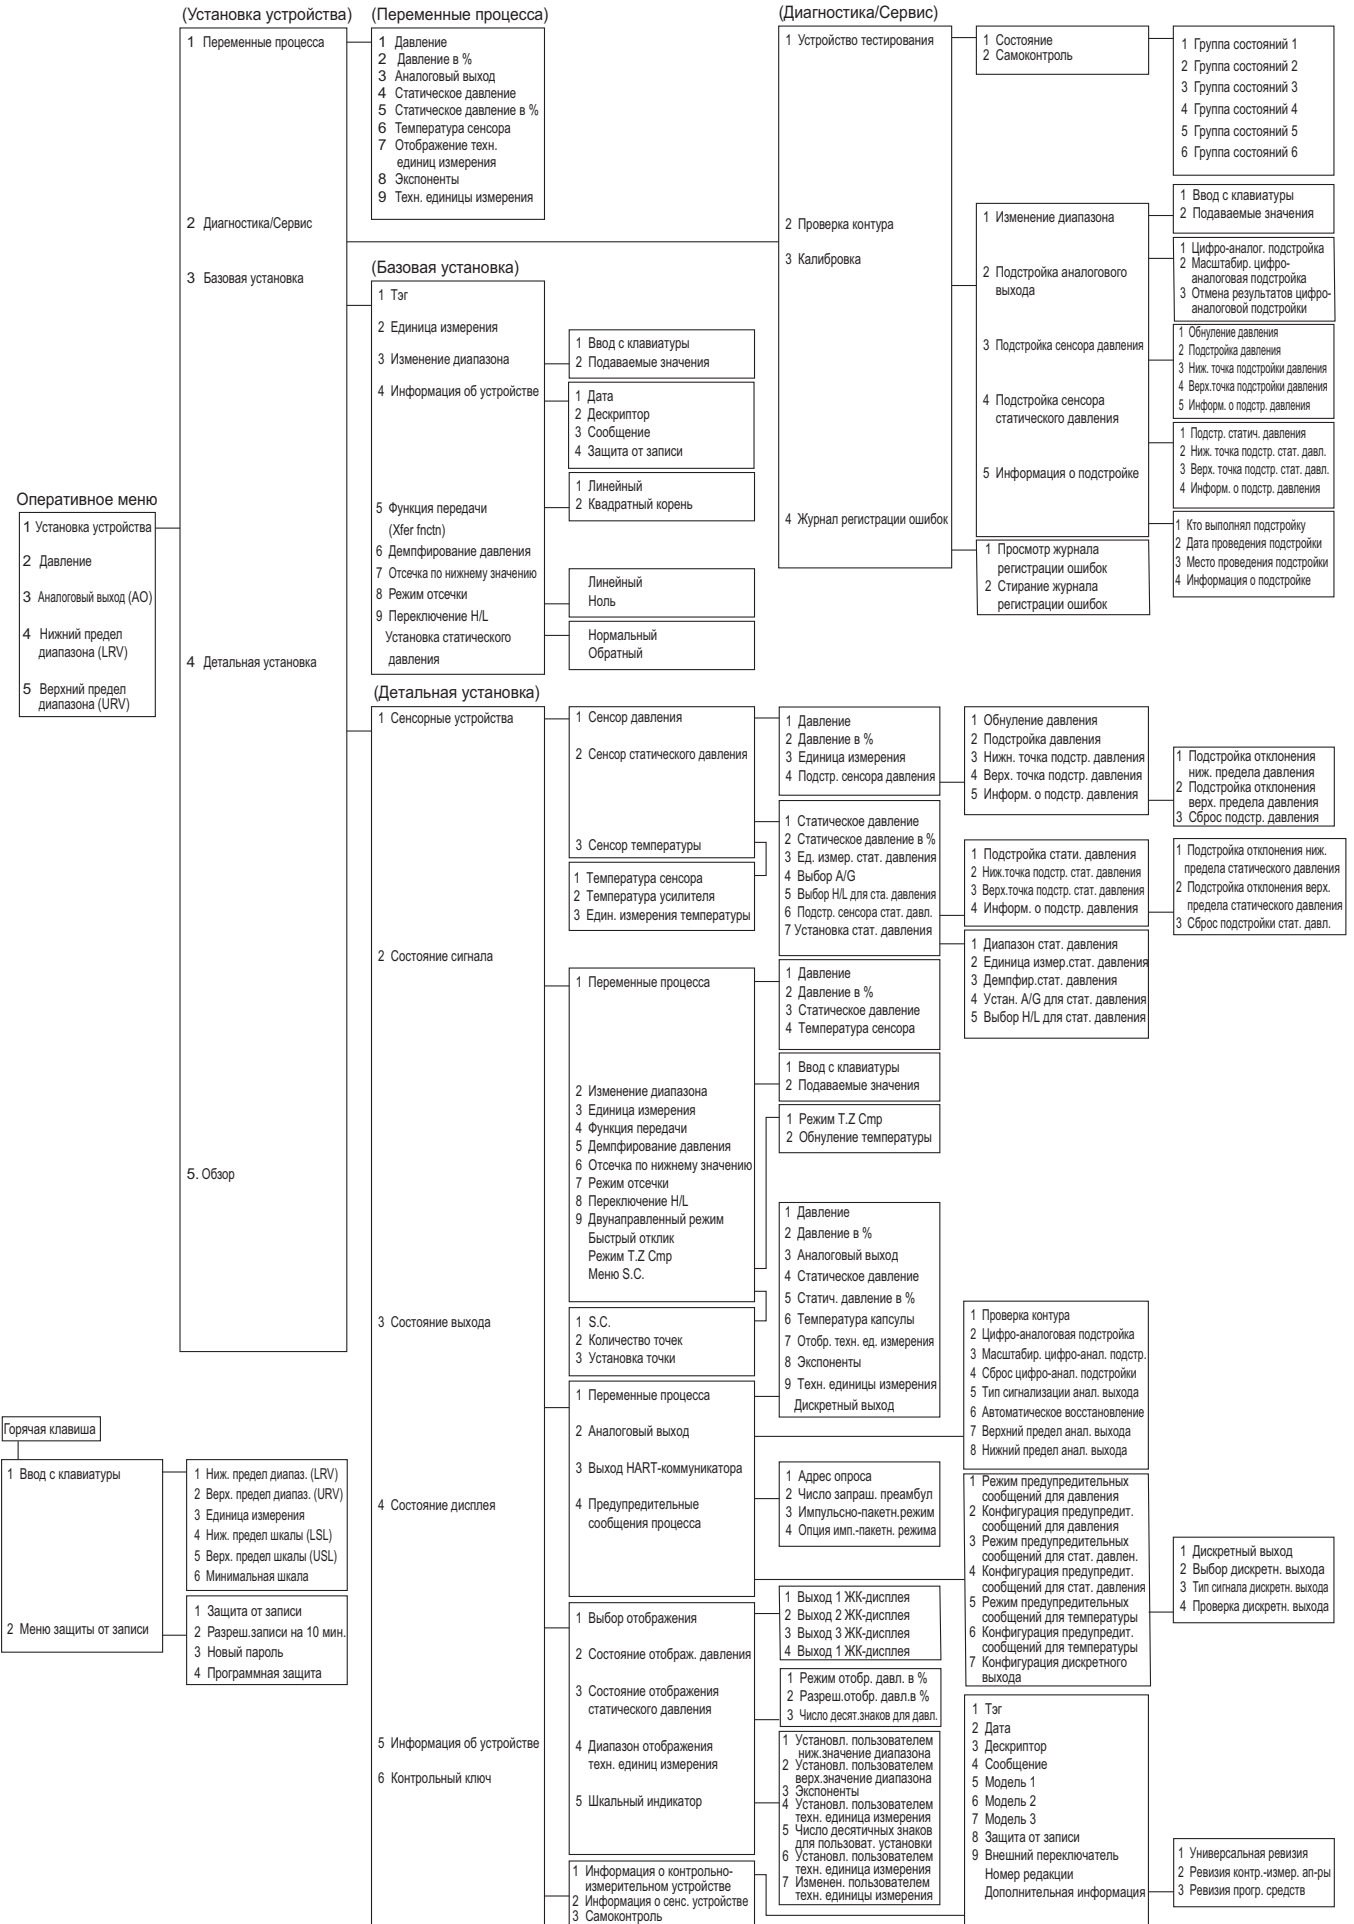 Оперативное меню
1 Установка устройства
2 Давление
3 Аналоговый выход (AO)
4 Нижний предел
диапазона (LRV)
5 Верхний предел
диапазона (URV)
(Установка устройства)
1 Переменные процесса
2 Диагностика/Сервис
3 Базовая установка
4 Детальная установка
5. Обзор
(Переменные процесса)
1 Давление
2 Давление в %
3 Аналоговый выход
4 Статическое давление
5 Статическое давление в %
6 Температура сенсора
7 Отображение техн.
единиц измерения
8 Экспоненты
9 Техн. единицы измерения
(Диагностика/Сервис)
1 Устройство тестирования
2 Проверка контура
3 Калибровка
4 Журнал регистрации ошибок
1 Состояние
2 Самоконтроль
1 Группа состояний 1
2 Группа состояний 2
3 Группа состояний 3
4 Группа состояний 4
5 Группа состояний 5
6 Группа состояний 6
1 Изменение диапазона
2 Подстройка аналогового
выхода
3 Подстройка сенсора давления
4 Подстройка сенсора
статического давления
5 Информация о подстройке
1 Ввод с клавиатуры
2 Подаваемые значения
1 Цифро-аналог. подстройка
2 Масштабир. цифро-
аналоговая подстройка
3 Отмена результатов цифро-
аналоговой подстройки
1 Обнуление давления
2 Подстройка давления
3 Ниж. точка подстройки давления
4 Верх.точка подстройки давления
5 Информ. о подстр. давления
1 Подстр. статич. давления
2 Ниж. точка подстр. стат. давл.
3 Верх. точка подстр. стат. давл.
4 Информ. о подстр. давления
1 Кто выполнял подстройку
2 Дата проведения подстройки
3 Место проведения подстройки
4 Информация о подстройке
1 Просмотр журнала
регистрации ошибок
2 Стирание журнала
регистрации ошибок
(Базовая установка)
1 Тэг
2 Единица измерения
3 Изменение диапазона
4 Информация об устройстве
5 Функция передачи
(Xfer fnctn)
6 Демпфирование давления
7 Отсечка по нижнему значению
8 Режим отсечки
9 Переключение H/L
Установка статического
давления
1 Ввод с клавиатуры
2 Подаваемые значения
1 Дата
2 Дескриптор
3 Сообщение
4 Защита от записи
1 Линейный
2 Квадратный корень
Линейный
Ноль
Нормальный
Обратный
(Детальная установка)
1 Сенсорные устройства
2 Состояние сигнала
3 Состояние выхода
4 Состояние дисплея
5 Информация об устройстве
6 Контрольный ключ
1 Сенсор давления
2 Сенсор статического давления
3 Сенсор температуры
1 Температура сенсора
2 Температура усилителя
3 Един. измерения температуры
1 Давление
2 Давление в %
3 Единица измерения
4 Подстр. сенсора давления
1 Обнуление давления
2 Подстройка давления
3 Нижн. точка подстр. давления
4 Верх. точка подстр. давления
5 Информ. о подстр. давления
1 Подстройка отклонения
ниж. предела давления
2 Подстройка отклонения
верх. предела давления
3 Сброс подстр. давления
1 Статическое давление
2 Статическое давление в %
3 Ед. измер. стат. давления
4 Выбор A/G
5 Выбор H/L для ста. давления
6 Подстр. сенсора стат. давл.
7 Установка стат. давления
1 Подстройка стати. давления
2 Ниж.точка подстр. стат. давления
3 Верх.точка подстр. стат. давления
4 Информ. о подстр. давления
1 Подстройка отклонения ниж.
предела статического давления
2 Подстройка отклонения верх.
предела статического давления
3 Сброс подстройки стат. давл.
1 Диапазон стат. давления
2 Единица измер.стат. давления
3 Демпфир.стат. давления
4 Устан. A/G для стат. давления
5 Выбор H/L для стат. давления
1 Переменные процесса
2 Изменение диапазона
3 Единица измерения
4 Функция передачи
5 Демпфирование давления
6 Отсечка по нижнему значению
7 Режим отсечки
8 Переключение H/L
9 Двунаправленный режим
Быстрый отклик
Режим T.Z Cmp
Меню S.C.
1 Давление
2 Давление в %
3 Статическое давление
4 Температура сенсора
1 Ввод с клавиатуры
2 Подаваемые значения
1 Режим T.Z Cmp
2 Обнуление температуры
1 S.C.
2 Количество точек
3 Установка точки
1 Давление
2 Давление в %
3 Аналоговый выход
4 Статическое давление
5 Статич. давление в %
6 Температура капсулы
7 Отобр. техн. ед. измерения
8 Экспоненты
9 Техн. единицы измерения
Дискретный выход
1 Переменные процесса
2 Аналоговый выход
3 Выход HART-коммуникатора
4 Предупредительные
сообщения процесса
1 Проверка контура
2 Цифро-аналоговая подстройка
3 Масштабир. цифро-анал. подстр.
4 Сброс цифро-анал. подстройки
5 Тип сигнализации анал. выхода
6 Автоматическое восстановление
7 Верхний предел анал. выхода
8 Нижний предел анал. выхода
1 Адрес опроса
2 Число запраш. преамбул
3 Импульсно-пакетн.режим
4 Опция имп.-пакетн. режима
1 Режим предупредительных
сообщений для давления
2 Конфигурация предупредит.
сообщений для давления
3 Режим предупредительных
сообщений для стат. давлен.
4 Конфигурация предупредит.
сообщений для стат. давления
5 Режим предупредительных
сообщений для температуры
6 Конфигурация предупредит.
сообщений для температуры
7 Конфигурация дискретного
выхода
1 Дискретный выход
2 Выбор дискретн. выхода
3 Тип сигнала дискретн. выхода
4 Проверка дискретн. выхода
1 Выбор отображения
2 Состояние отображ. давления
3 Состояние отображения
статического давления
4 Диапазон отображения
техн. единиц измерения
5 Шкальный индикатор
1 Выход 1 ЖК-дисплея
2 Выход 2 ЖК-дисплея
3 Выход 3 ЖК-дисплея
4 Выход 1 ЖК-дисплея
1 Режим отобр. давл. в %
2 Разреш.отобр. давл.в %
3 Число десят.знаков для давл.
1 Установл. пользователем
ниж.значение диапазона
2 Установл. пользователем
верх.значение диапазона
3 Экспоненты
4 Установл. пользователем
техн. единица измерения
5 Число десятичных знаков
для пользоват. установки
6 Установл. пользователем
техн. единица измерения
7 Изменен. пользователем
техн. единицы измерения
1 Информация о контрольно-
измерительном устройстве
2 Информация о сенс. устройстве
3 Самоконтроль
1 Тэг
2 Дата
3 Дескриптор
4 Сообщение
5 Модель 1
6 Модель 2
7 Модель 3
8 Защита от записи
9 Внешний переключатель
Номер редакции
Дополнительная информация
1 Универсальная ревизия
2 Ревизия контр.-измер. ап-ры
3 Ревизия прогр. средств
Горячая клавиша
1 Ввод с клавиатуры
2 Меню защиты от записи
1 Ниж. предел диапаз. (LRV)
2 Верх. предел диапаз. (URV)
3 Единица измерения
4 Ниж. предел шкалы (LSL)
5 Верх. предел шкалы (USL)
6 Минимальная шкала
1 Защита от записи
2 Разреш.записи на 10 мин.
3 Новый пароль
4 Программная защита